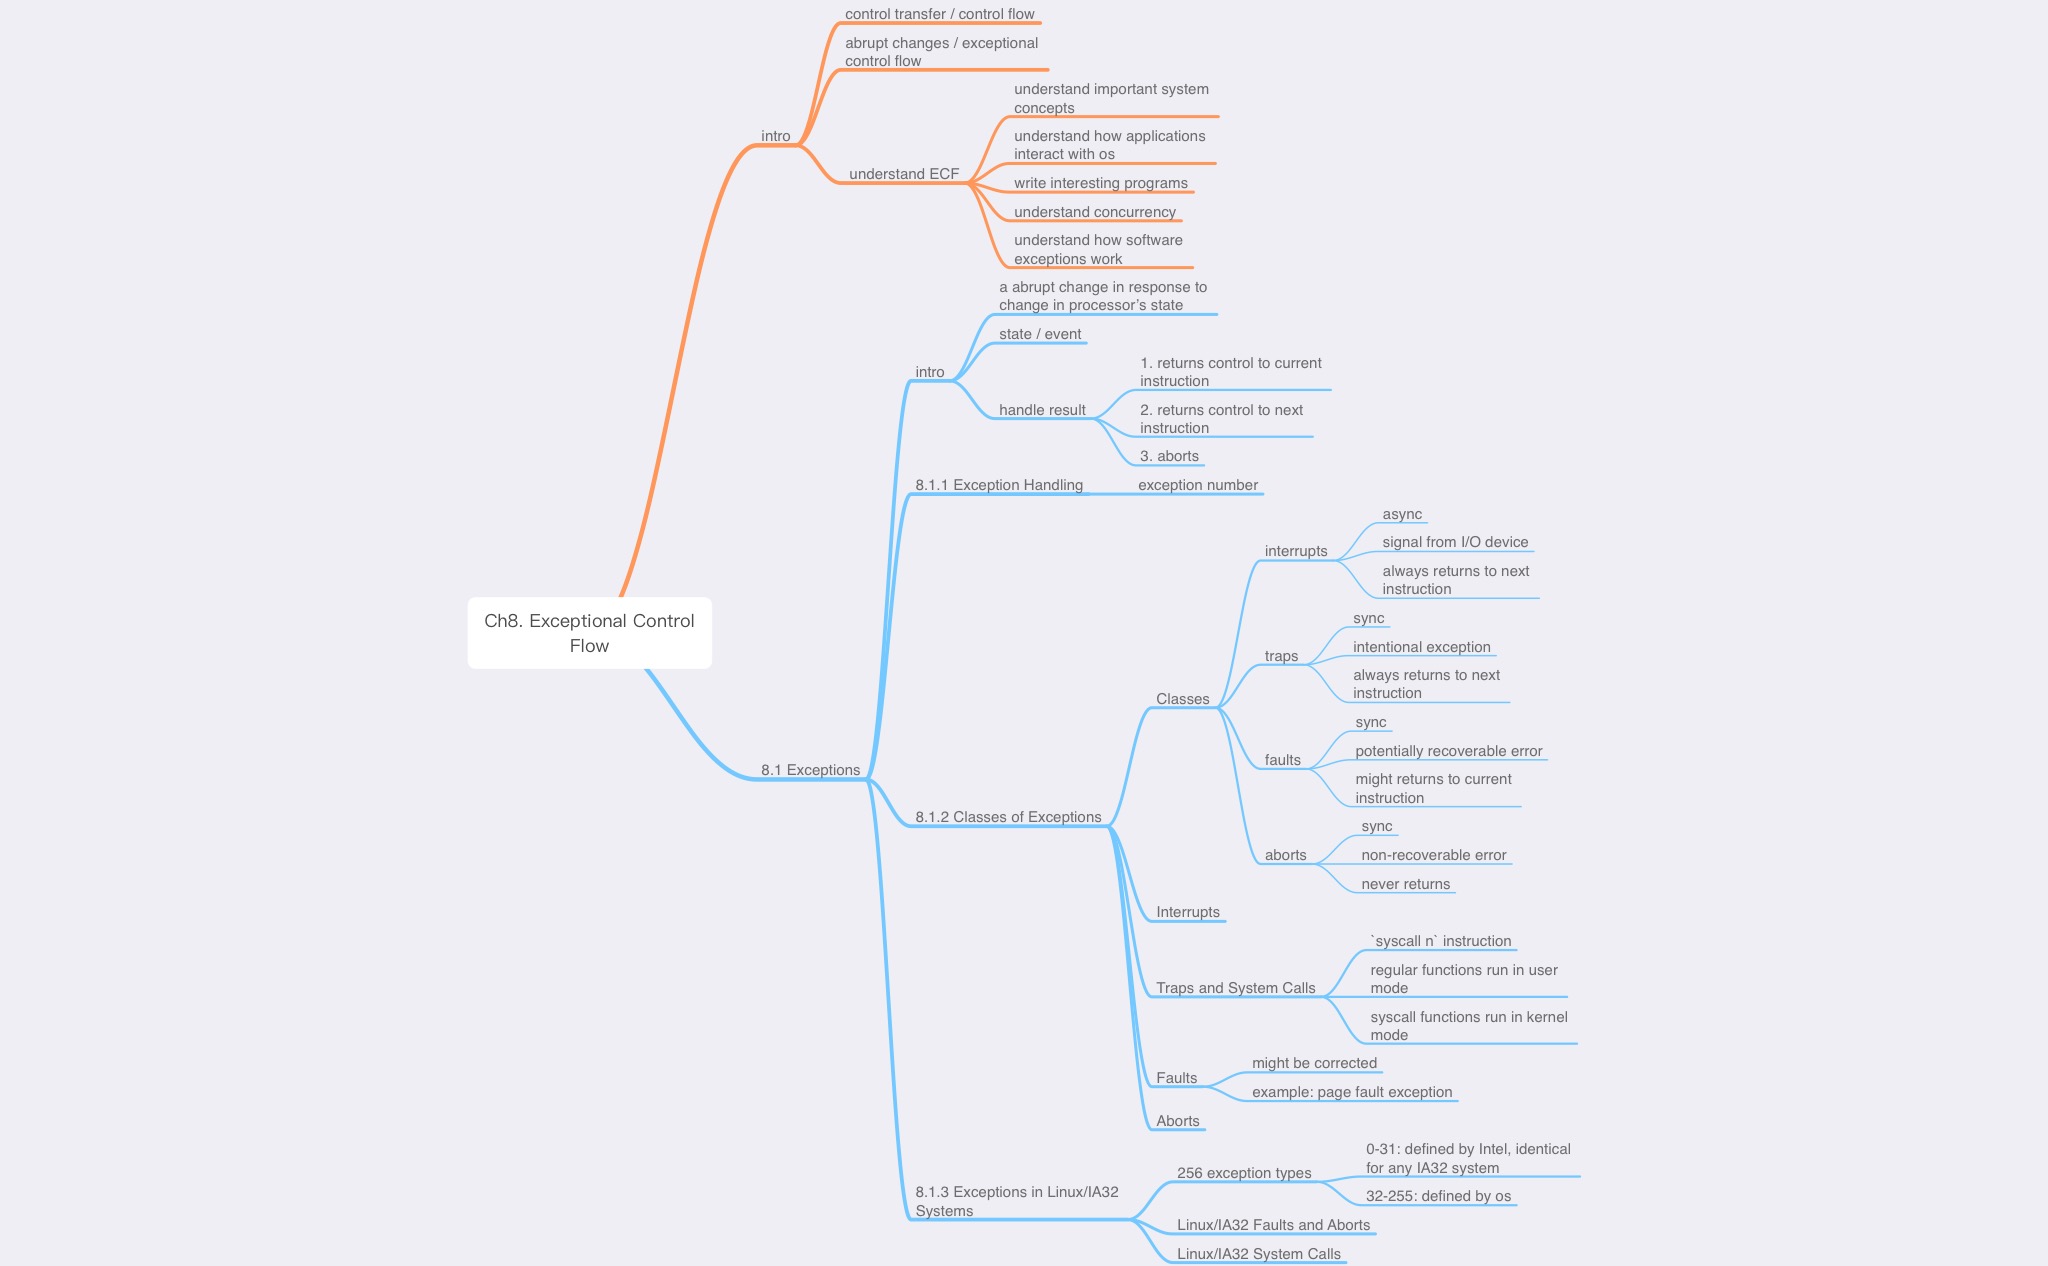 control transfer / control flow
abrupt changes / exceptional
control flow
intro
understand ECF
understand important system
concepts
understand how applications
interact with os
write interesting programs
understand concurrency
understand how software
exceptions work
Ch8. Exceptional Control
Flow
8.1 Exceptions
intro
a abrupt change in response to
change in processor’s state
state / event
handle result
1. returns control to current
instruction
2. returns control to next
instruction
3. aborts
8.1.1 Exception Handling
exception number
8.1.2 Classes of Exceptions
Classes
interrupts
async
signal from I/O device
always returns to next
instruction
traps
sync
intentional exception
always returns to next
instruction
faults
sync
potentially recoverable error
might returns to current
instruction
aborts
sync
non-recoverable error
never returns
Interrupts
Traps and System Calls
`syscall n` instruction
regular functions run in user
mode
syscall functions run in kernel
mode
Faults
might be corrected
example: page fault exception
Aborts
8.1.3 Exceptions in Linux/IA32
Systems
256 exception types
0-31: defined by Intel, identical
for any IA32 system
32-255: defined by os
Linux/IA32 Faults and Aborts
Linux/IA32 System Calls